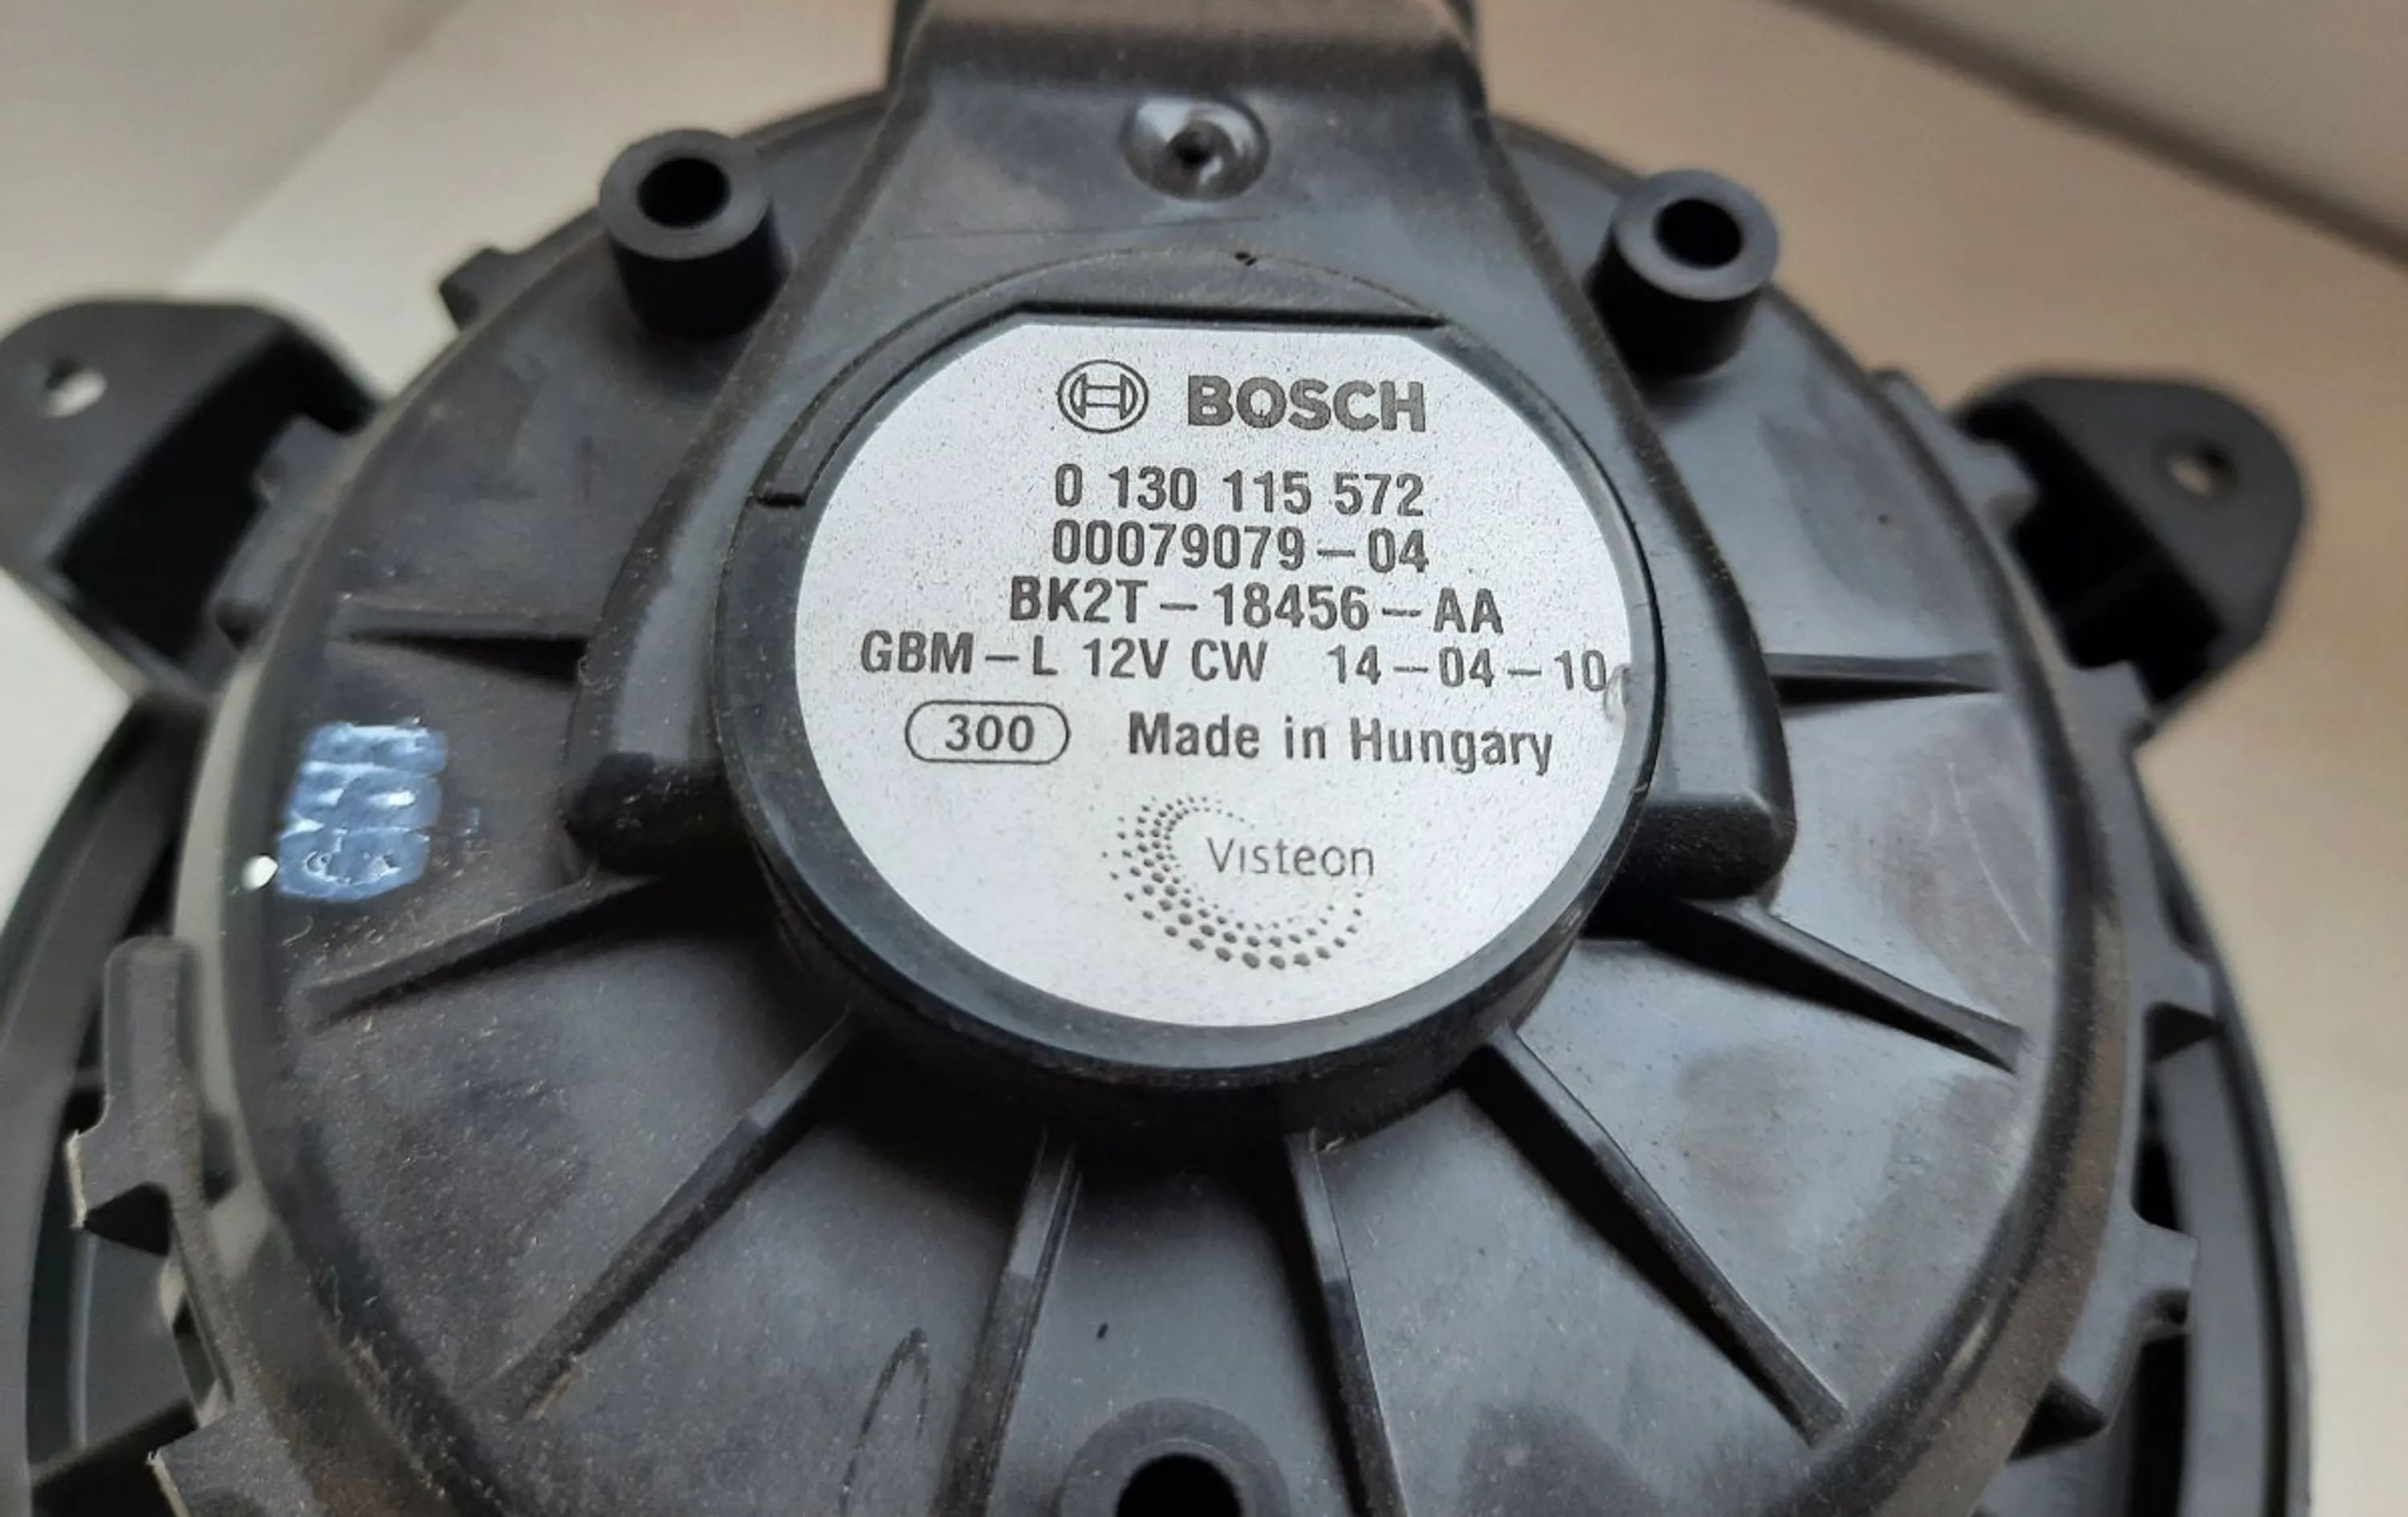 BOSCH
0 130 115 572
00079079-04
BK2T-18456-AA
GBM-L 12V CW 14-04-10
300 Made in Hungary
Visteon